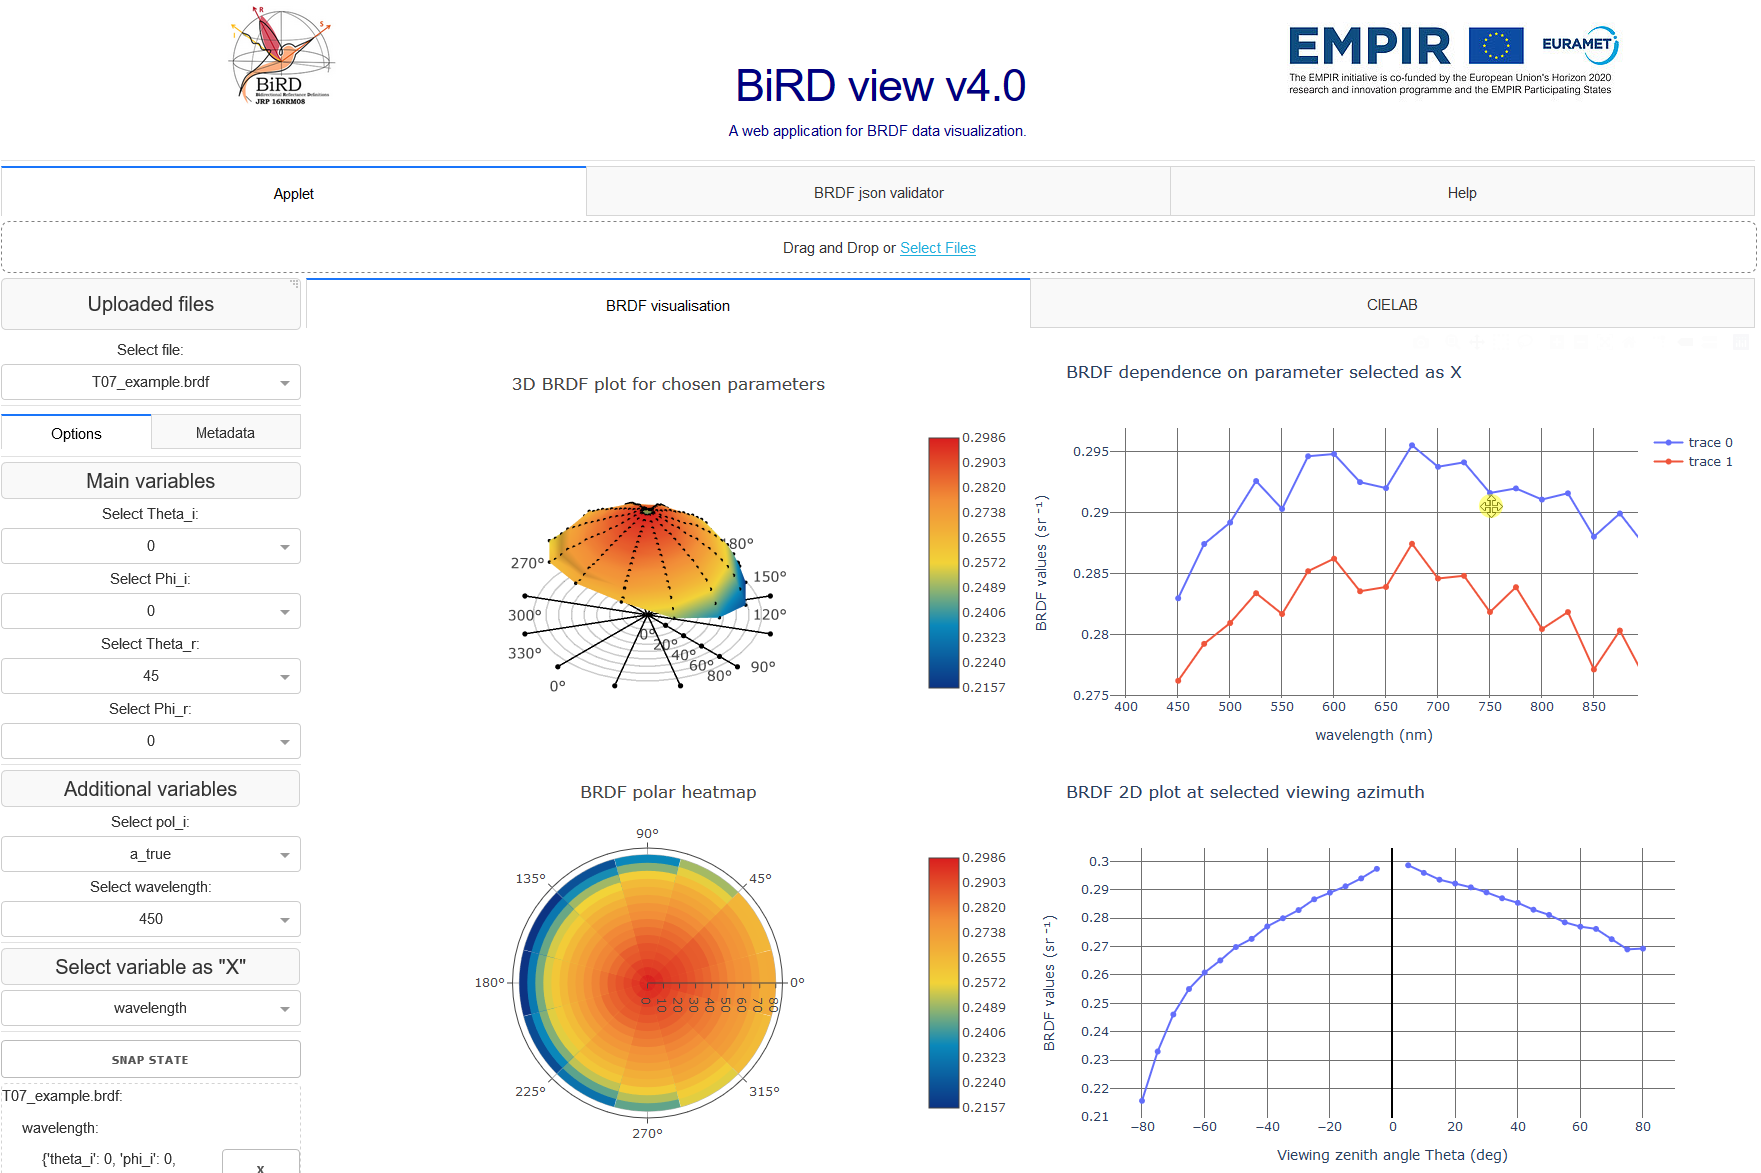 R
S
I
BiRD
Bidirectional Reflectance Definitions
JRP 16NRM08
BiRD view v4.0
A web application for BRDF data visualization.
EMPIR
EURAMET
The EMPIR initiative is co-funded by the European Union's Horizon 2020
research and innovation programme and the EMPIR Participating States
Applet
BRDF json validator
Help
Drag and Drop or Select Files
Uploaded files
Select file:
T07_example.brdf
Options
Metadata
Main variables
Select Theta_i:
0
Select Phi_i:
0
Select Theta_r:
45
Select Phi_r:
0
Additional variables
Select pol_i:
a_true
Select wavelength:
450
Select variable as "X"
wavelength
SNAP STATE
T07_example.brdf:
wavelength:
{'theta_i': 0, 'phi_i': 0,
X
BRDF visualisation
CIELAB
3D BRDF plot for chosen parameters
270°
300°
330°
0°
180°
150°
120°
90°
0°
20°
40°
60°
80°
0.2986
0.2903
0.2820
0.2738
0.2655
0.2572
0.2489
0.2406
0.2323
0.2240
0.2157
BRDF dependence on parameter selected as X
BRDF values (sr⁻¹)
0.295
0.29
0.285
0.28
0.275
400 450 500 550 600 650 700 750 800 850
wavelength (nm)
trace 0
trace 1
BRDF polar heatmap
90°
135°
45°
180°
0°
225°
315°
270°
0 10 20 30 40 50 60 70 80
0.2986
0.2903
0.2820
0.2738
0.2655
0.2572
0.2489
0.2406
0.2323
0.2240
0.2157
BRDF 2D plot at selected viewing azimuth
BRDF values (sr⁻¹)
0.3
0.29
0.28
0.27
0.26
0.25
0.24
0.23
0.22
0.21
−80 −60 −40 −20 0 20 40 60 80
Viewing zenith angle Theta (deg)